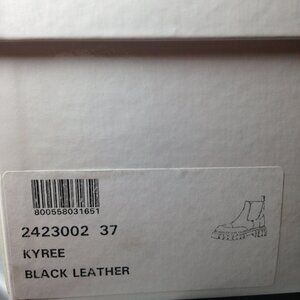 800558031651
2423002 37
KYREE
BLACK LEATHER